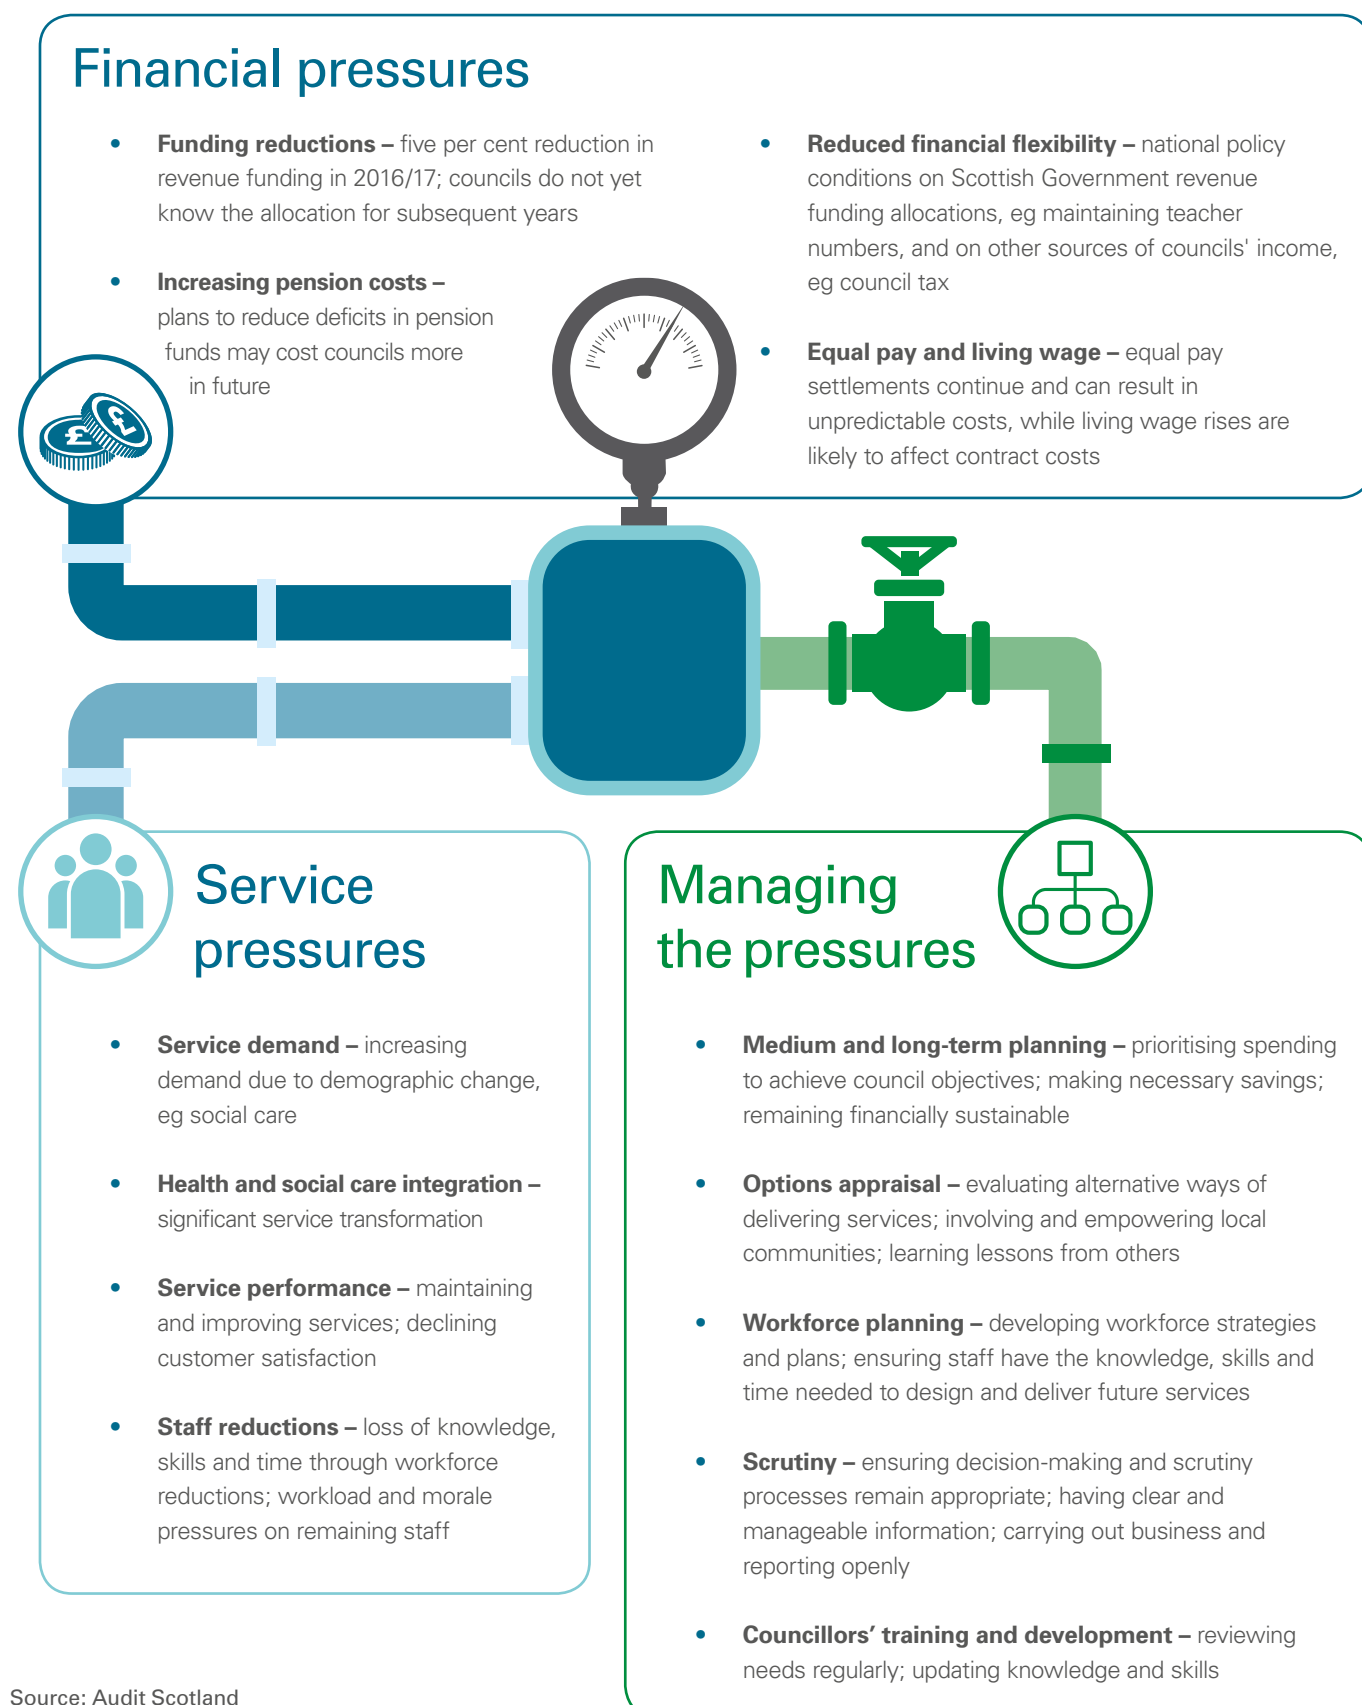 Financial pressures
• Funding reductions – five per cent reduction in
revenue funding in 2016/17; councils do not yet
know the allocation for subsequent years
• Increasing pension costs –
plans to reduce deficits in pension
funds may cost councils more
in future
• Reduced financial flexibility – national policy
conditions on Scottish Government revenue
funding allocations, eg maintaining teacher
numbers, and on other sources of councils' income,
eg council tax
• Equal pay and living wage – equal pay
settlements continue and can result in
unpredictable costs, while living wage rises are
likely to affect contract costs
£ £
Service
pressures
• Service demand – increasing
demand due to demographic change,
eg social care
• Health and social care integration –
significant service transformation
• Service performance – maintaining
and improving services; declining
customer satisfaction
• Staff reductions – loss of knowledge,
skills and time through workforce
reductions; workload and morale
pressures on remaining staff
Managing
the pressures
• Medium and long-term planning – prioritising spending
to achieve council objectives; making necessary savings;
remaining financially sustainable
• Options appraisal – evaluating alternative ways of
delivering services; involving and empowering local
communities; learning lessons from others
• Workforce planning – developing workforce strategies
and plans; ensuring staff have the knowledge, skills and
time needed to design and deliver future services
• Scrutiny – ensuring decision-making and scrutiny
processes remain appropriate; having clear and
manageable information; carrying out business and
reporting openly
• Councillors’ training and development – reviewing
needs regularly; updating knowledge and skills
Source: Audit Scotland